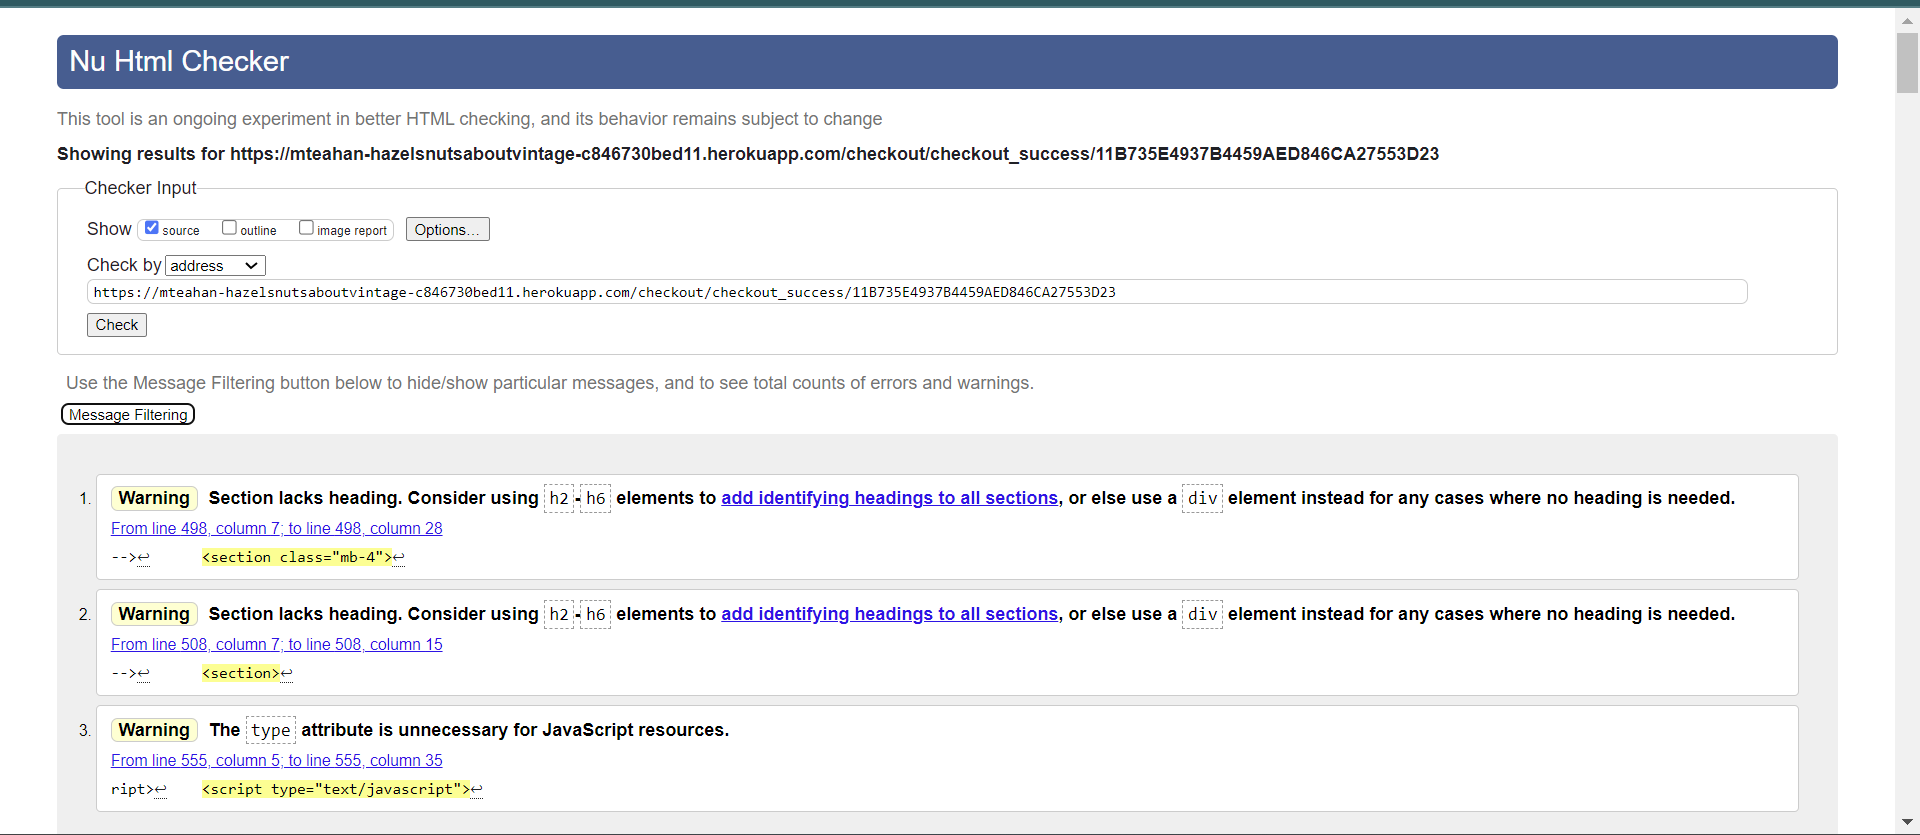 Nu Html Checker
This tool is an ongoing experiment in better HTML checking, and its behavior remains subject to change
Showing results for https://mteahan-hazelsnutsaboutvintage-c846730bed11.herokuapp.com/checkout/checkout_success/11B735E4937B4459AED846CA27553D23
Checker Input
Show source outline image report Options...
Check by address
https://mteahan-hazelsnutsaboutvintage-c846730bed11.herokuapp.com/checkout/checkout_success/11B735E4937B4459AED846CA27553D23
Check
Use the Message Filtering button below to hide/show particular messages, and to see total counts of errors and warnings.
Message Filtering
1. Warning Section lacks heading. Consider using h2-h6 elements to add identifying headings to all sections, or else use a div element instead for any cases where no heading is needed.
From line 498, column 7; to line 498, column 28
-->↩ <section class="mb-4">↩
2. Warning Section lacks heading. Consider using h2-h6 elements to add identifying headings to all sections, or else use a div element instead for any cases where no heading is needed.
From line 508, column 7; to line 508, column 15
-->↩ <section>↩
3. Warning The type attribute is unnecessary for JavaScript resources.
From line 555, column 5; to line 555, column 35
ript>↩ <script type="text/javascript">↩